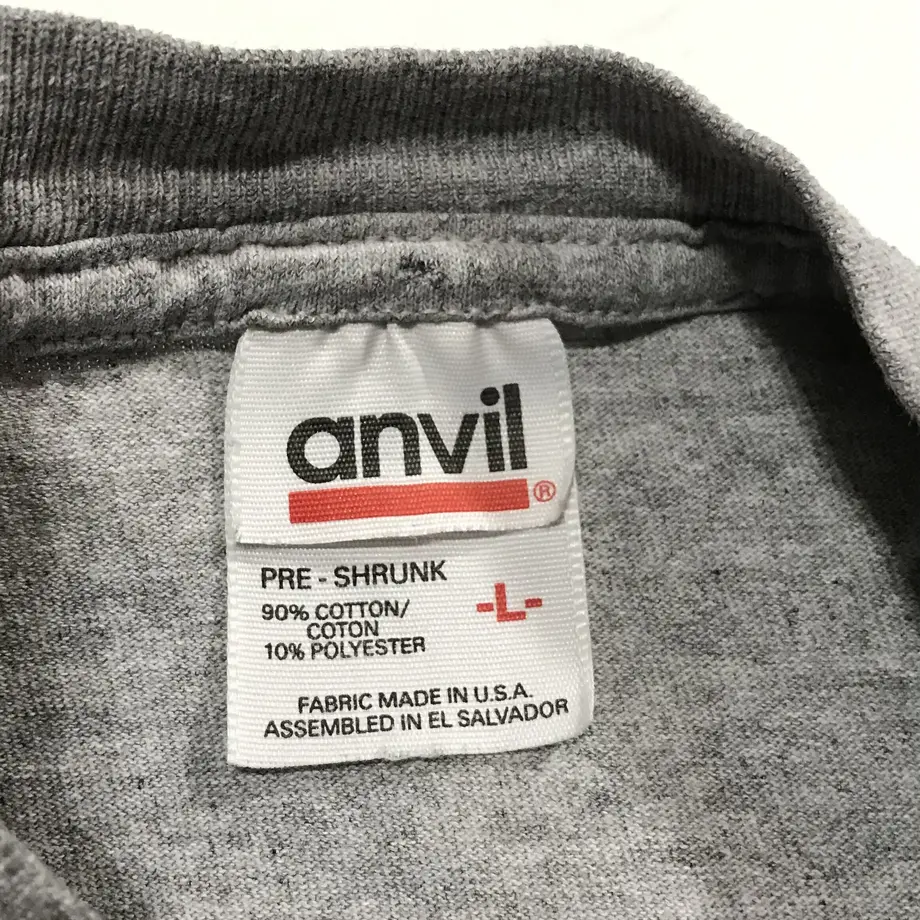 anvil®
PRE - SHRUNK
90% COTTON/
COTON
10% POLYESTER
-L-
FABRIC MADE IN U.S.A.
ASSEMBLED IN EL SALVADOR